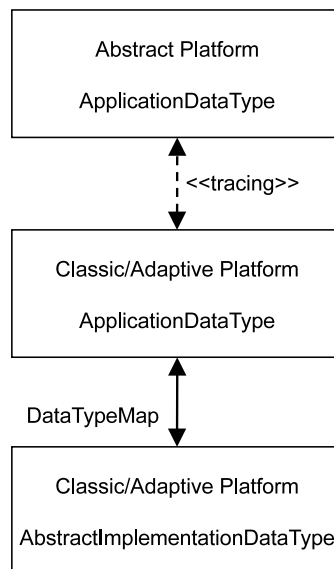 Abstract Platform
ApplicationDataType
<<tracing>>
Classic/Adaptive Platform
ApplicationDataType
DataTypeMap
Classic/Adaptive Platform
AbstractImplementationDataType